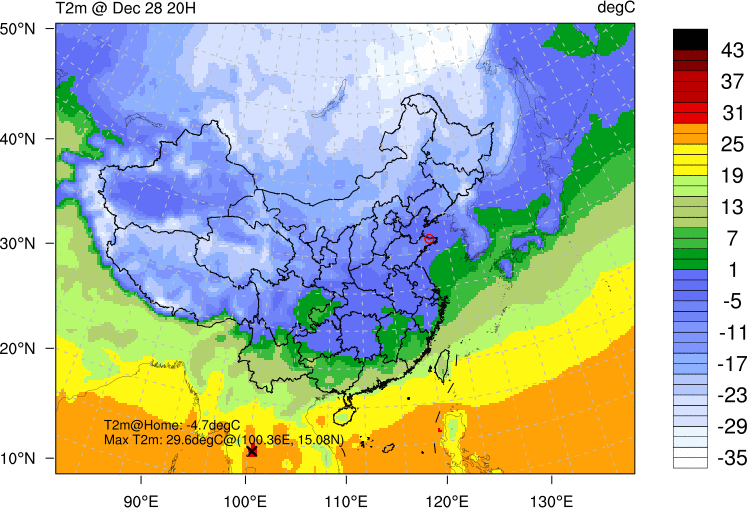 T2m @ Dec 28 20H
degC
50°N
40°N
30°N
20°N
10°N
T2m@Home: -4.7degC
Max T2m: 29.6degC@(100.36E, 15.08N)
90°E
100°E
110°E
120°E
130°E
43
37
31
25
19
13
7
1
-5
-11
-17
-23
-29
-35